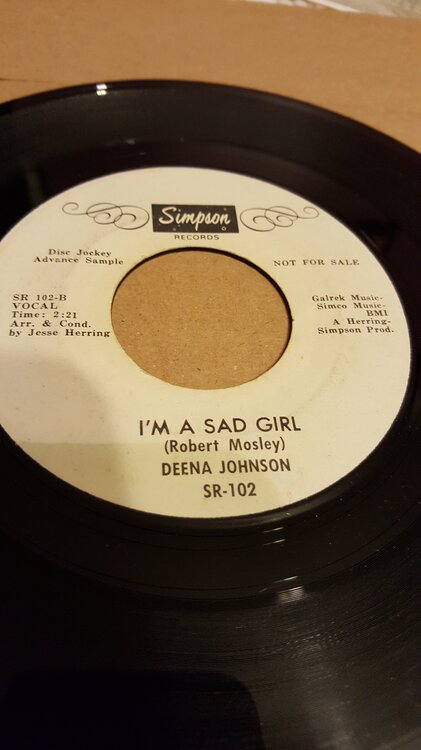 Simpson
RECORDS
Disc Jockey
Advance Sample
NOT FOR SALE
SR 102-B
VOCAL
Time: 2:21
Arr. & Cond.
by Jesse Herring
Galrek Music-
Simco Music-
BMI
A Herring-
Simpson Prod.
I'M A SAD GIRL
(Robert Mosley)
DEENA JOHNSON
SR-102